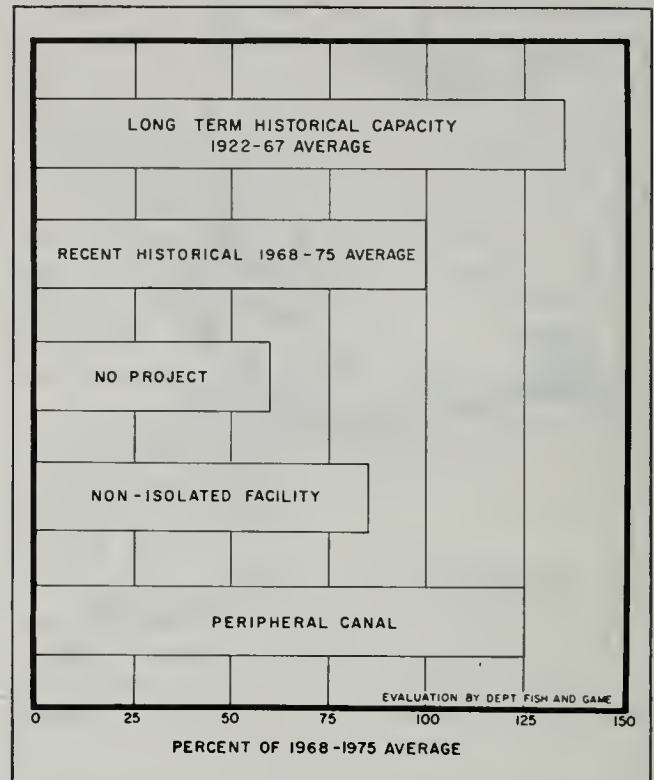 LONG TERM HISTORICAL CAPACITY
1922-67 AVERAGE
RECENT HISTORICAL 1968-75 AVERAGE
NO PROJECT
NON-ISOLATED FACILITY
PERIPHERAL CANAL
EVALUATION BY DEPT FISH AND GAME
0 25 50 75 100 125 150
PERCENT OF 1968-1975 AVERAGE